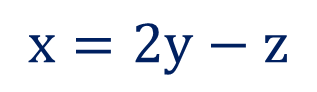 x = 2y − z